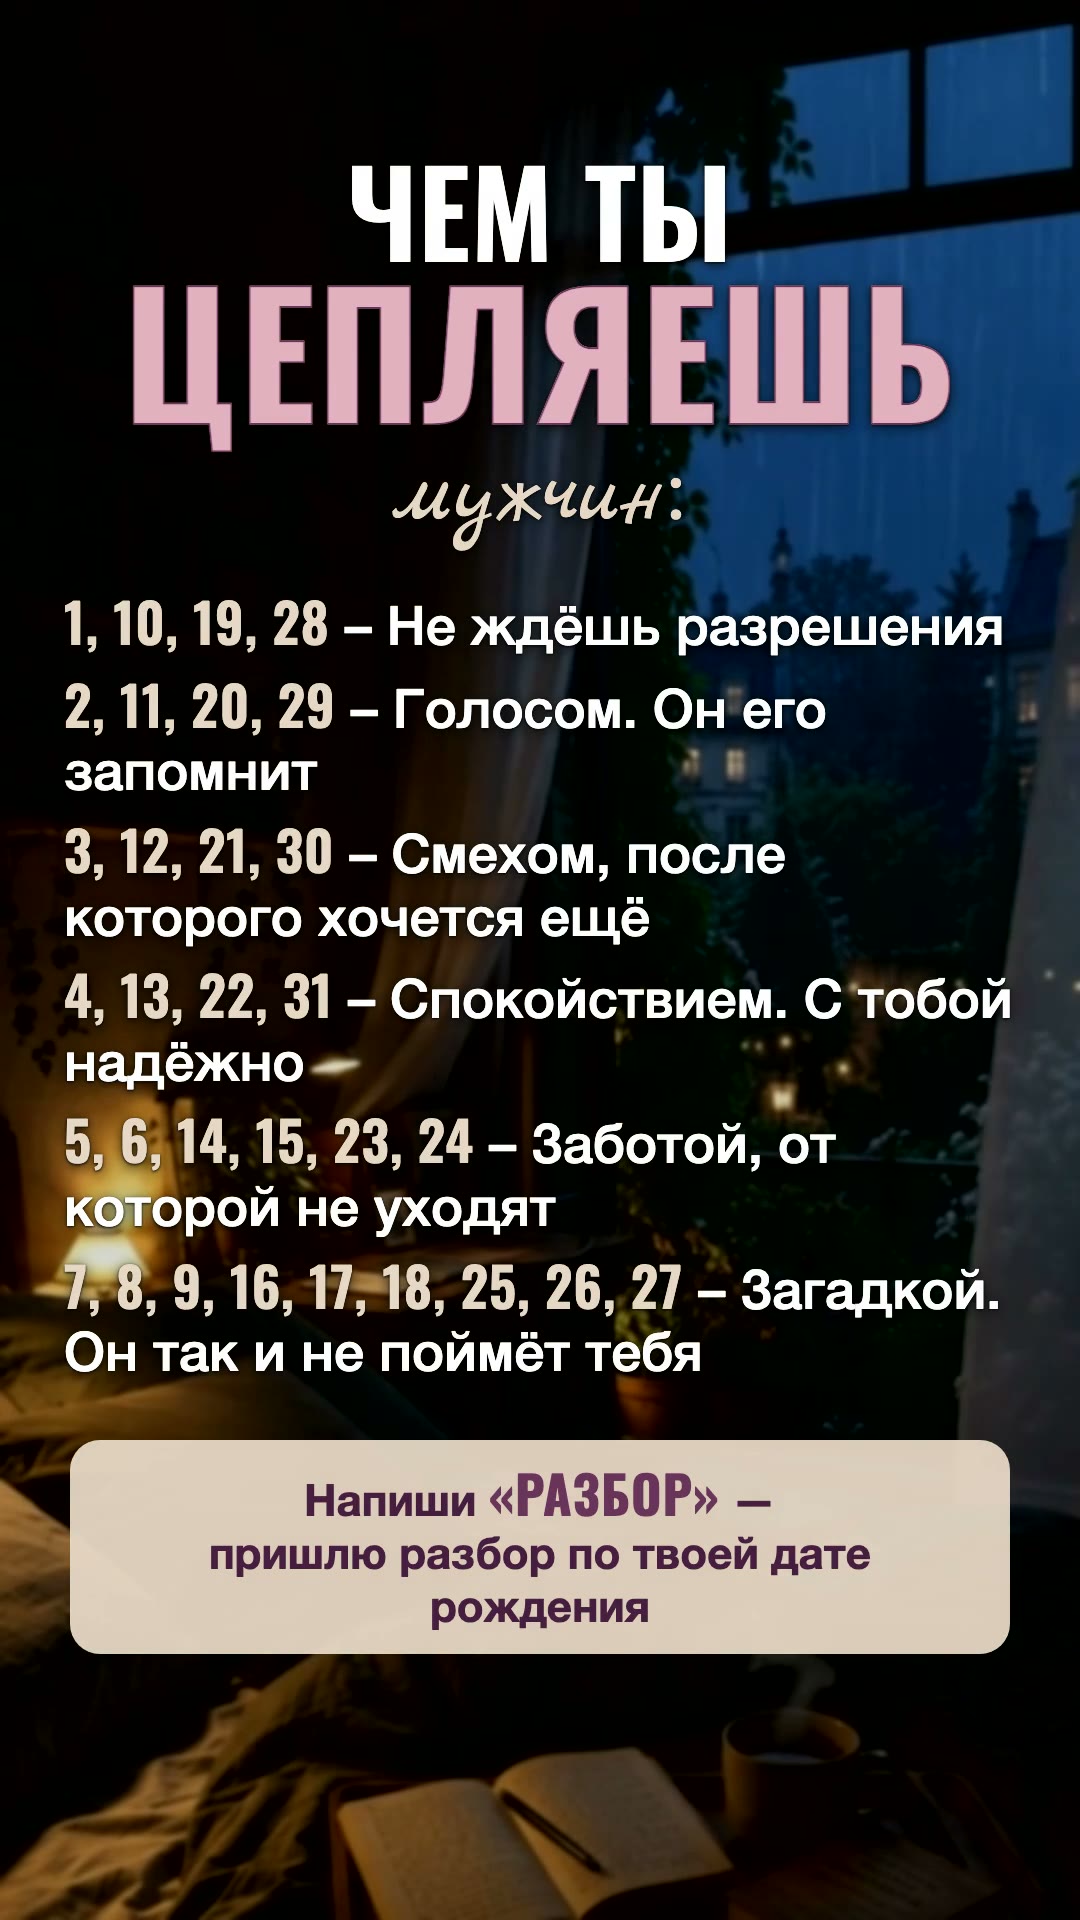 ЧЕМ ТЫ
ЦЕПЛЯЕШЬ
мужчин:
1, 10, 19, 28 – Не ждёшь разрешения
2, 11, 20, 29 – Голосом. Он его
запомнит
3, 12, 21, 30 – Смехом, после
которого хочется ещё
4, 13, 22, 31 – Спокойствием. С тобой
надёжно
5, 6, 14, 15, 23, 24 – Заботой, от
которой не уходят
7, 8, 9, 16, 17, 18, 25, 26, 27 – Загадкой.
Он так и не поймёт тебя
Напиши «РАЗБОР» —
пришлю разбор по твоей дате
рождения